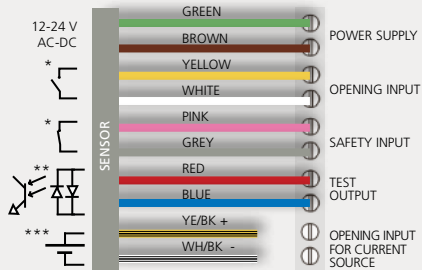 12-24 V
AC-DC
*
*
**
***
SENSOR
GREEN
BROWN
YELLOW
WHITE
PINK
GREY
RED
BLUE
YE/BK +
WH/BK -
POWER SUPPLY
OPENING INPUT
SAFETY INPUT
TEST
OUTPUT
OPENING INPUT
FOR CURRENT
SOURCE